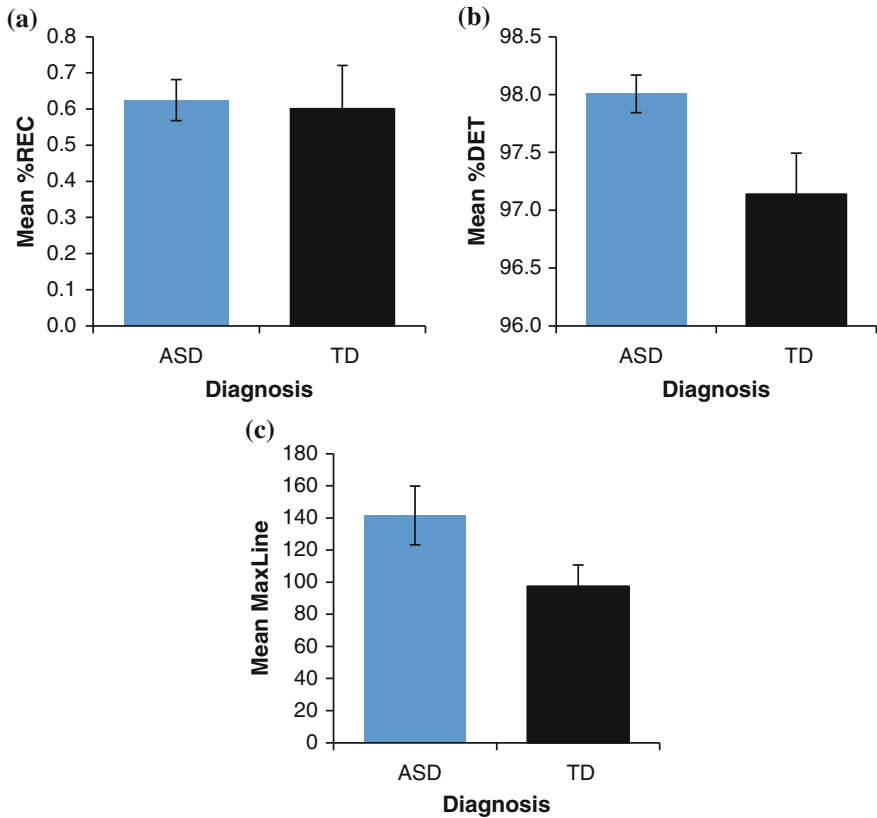 (a)
0.8
0.7
0.6
0.5
0.4
0.3
0.2
0.1
0.0
Mean %REC
ASD TD
Diagnosis
(b)
98.5
98.0
97.5
97.0
96.5
96.0
Mean %DET
ASD TD
Diagnosis
(c)
180
160
140
120
100
80
60
40
20
0
Mean MaxLine
ASD TD
Diagnosis